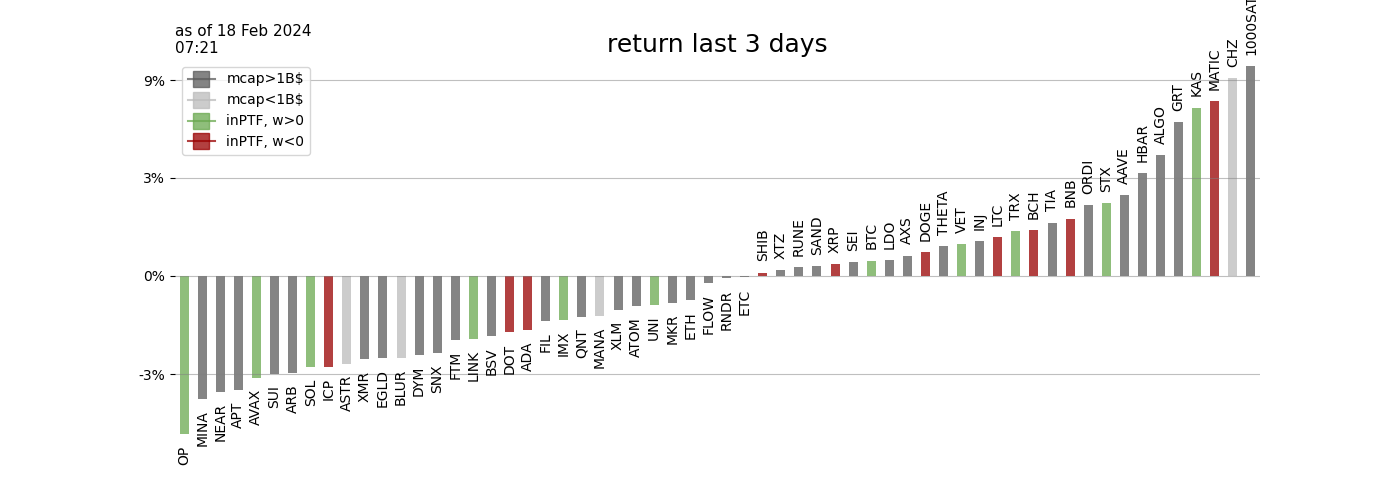 as of 18 Feb 2024
07:21
return last 3 days
mcap>1B$
mcap<1B$
inPTF, w>0
inPTF, w<0
9%
3%
0%
-3%
OP
MINA
NEAR
APT
AVAX
SUI
ARB
SOL
ICP
ASTR
XMR
EGLD
BLUR
DYM
SNX
FTM
LINK
BSV
DOT
ADA
FIL
IMX
QNT
MANA
XLM
ATOM
UNI
MKR
ETH
FLOW
RNDR
ETC
SHIB
XTZ
RUNE
SAND
XRP
SEI
BTC
LDO
AXS
DOGE
THETA
VET
INJ
LTC
TRX
BCH
TIA
BNB
ORDI
STX
AAVE
HBAR
ALGO
GRT
KAS
MATIC
CHZ
1000SAT